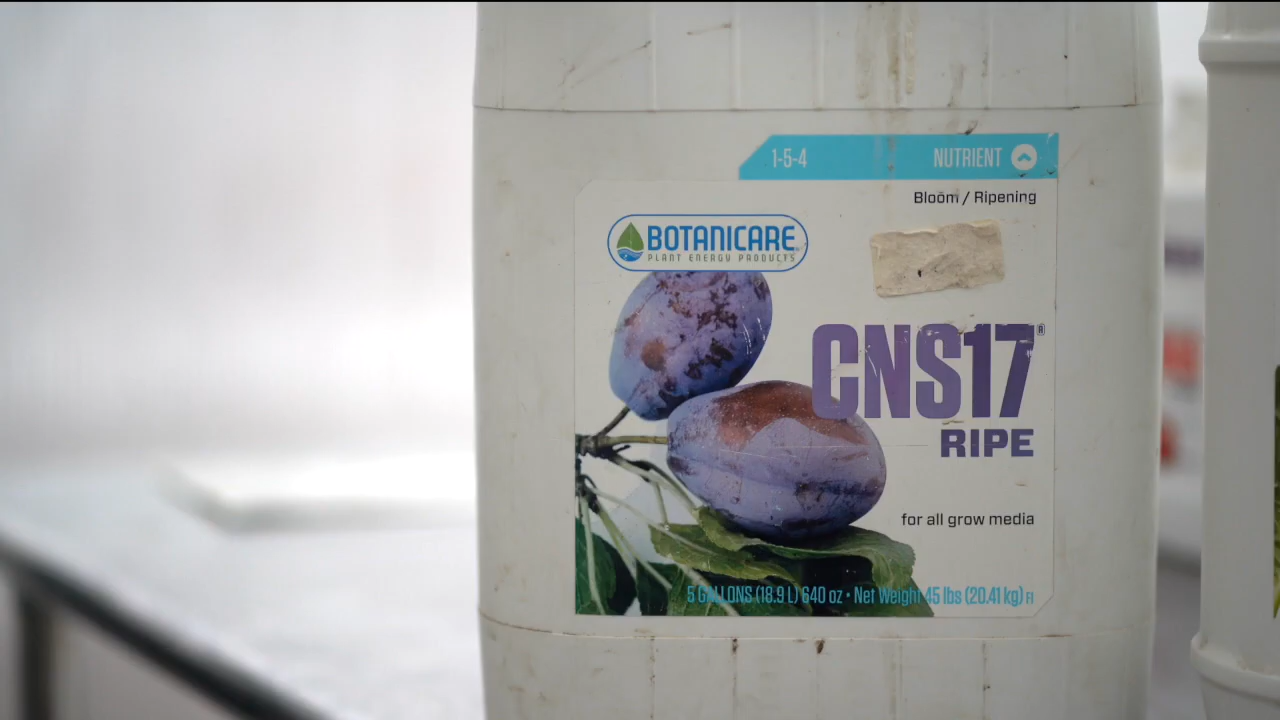 1-5-4 NUTRIENT
Bloom / Ripening
BOTANICARE
PLANT ENERGY PRODUCTS
CNS17®
RIPE
for all grow media
5 GALLONS (18.9 L) 640 oz • Net Weight 45 lbs (20.41 kg) FI